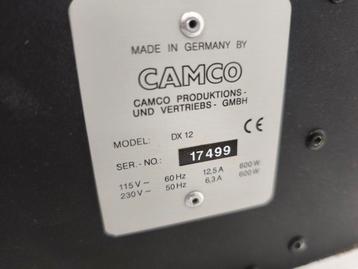 MADE IN GERMANY BY
CAMCO
CAMCO PRODUKTIONS-
UND VERTRIEBS- GMBH
MODEL: DX 12 CE
SER.-NO.: 17499
115 V~ 60 Hz 12,5 A 600 W
230 V~ 50 Hz 6,3 A 600 W